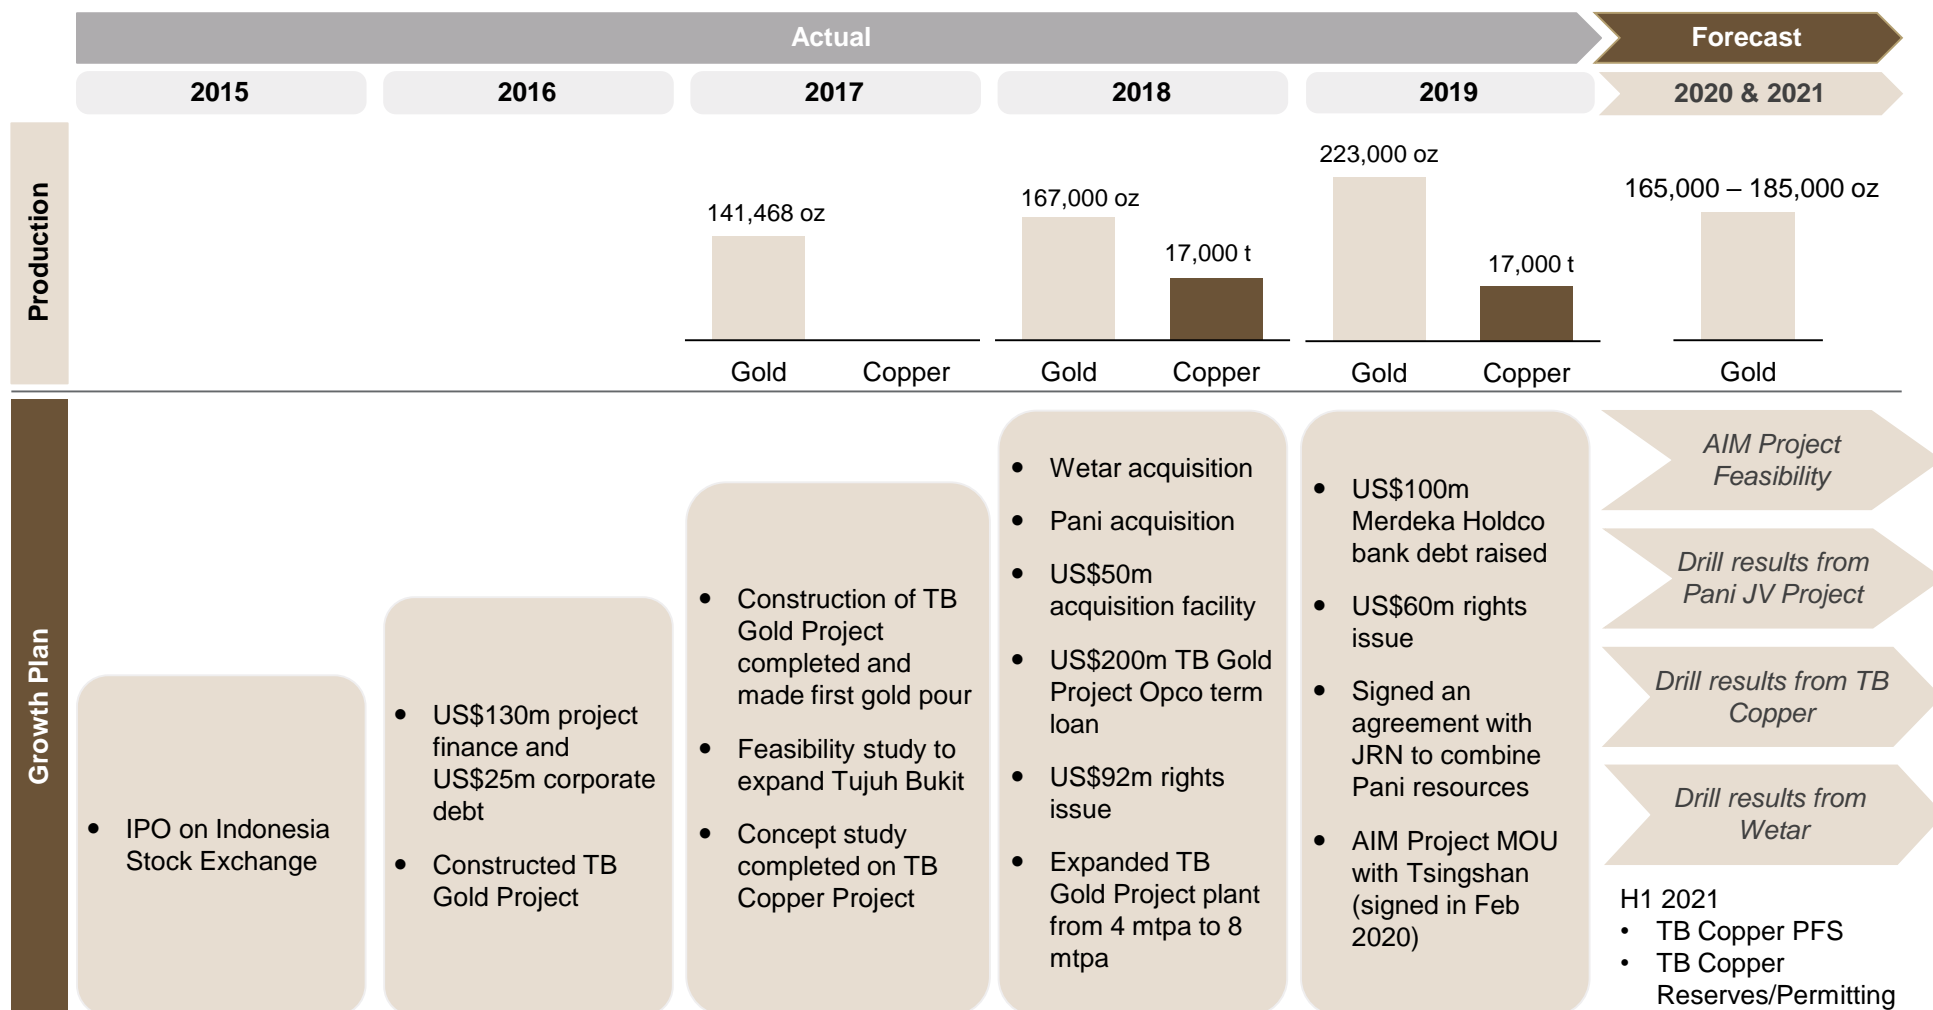 Actual
Forecast
2015
2016
2017
2018
2019
2020 & 2021
Production
141,468 oz
Gold
Copper
167,000 oz
17,000 t
Gold
Copper
223,000 oz
17,000 t
Gold
Copper
165,000 – 185,000 oz
Gold
Growth Plan
• IPO on Indonesia
Stock Exchange
• US$130m project
finance and
US$25m corporate
debt
• Constructed TB
Gold Project
• Construction of TB
Gold Project
completed and
made first gold pour
• Feasibility study to
expand Tujuh Bukit
• Concept study
completed on TB
Copper Project
• Wetar acquisition
• Pani acquisition
• US$50m
acquisition facility
• US$200m TB Gold
Project Opco term
loan
• US$92m rights
issue
• Expanded TB
Gold Project plant
from 4 mtpa to 8
mtpa
• US$100m
Merdeka Holdco
bank debt raised
• US$60m rights
issue
• Signed an
agreement with
JRN to combine
Pani resources
• AIM Project MOU
with Tsingshan
(signed in Feb
2020)
AIM Project
Feasibility
Drill results from
Pani JV Project
Drill results from TB
Copper
Drill results from
Wetar
H1 2021
• TB Copper PFS
• TB Copper
Reserves/Permitting